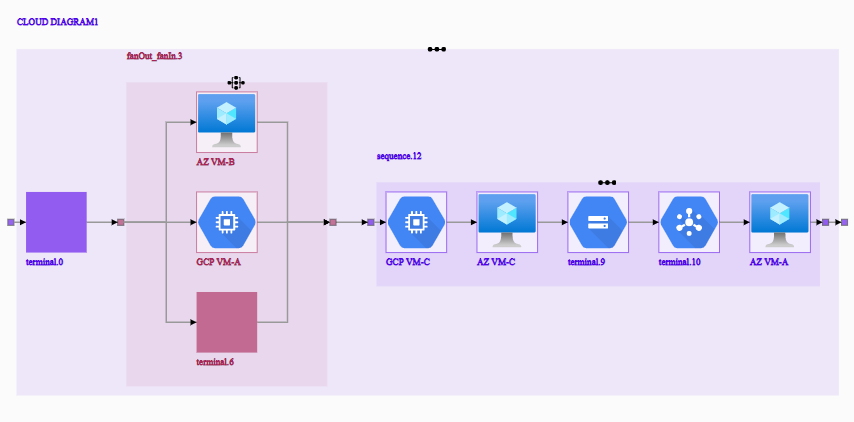 CLOUD DIAGRAM1
fanOut_fanIn.3
AZ VM-B
sequence.12
terminal.0
GCP VM-A
GCP VM-C
AZ VM-C
terminal.9
terminal.10
AZ VM-A
terminal.6